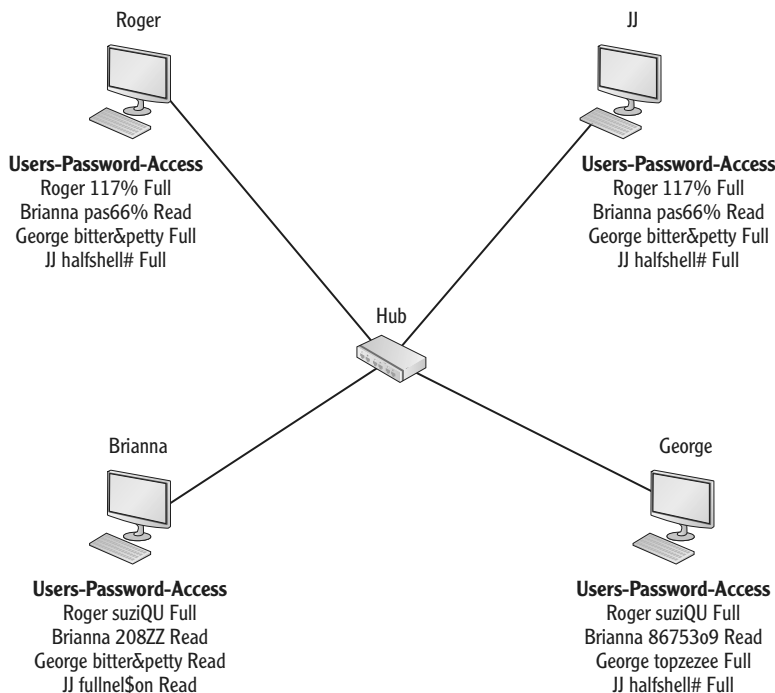 Roger
Users-Password-Access
Roger 117% Full
Brianna pas66% Read
George bitter&petty Full
JJ halfshell# Full
JJ
Users-Password-Access
Roger 117% Full
Brianna pas66% Read
George bitter&petty Full
JJ halfshell# Full
Hub
Brianna
Users-Password-Access
Roger suziQU Full
Brianna 208ZZ Read
George bitter&petty Read
JJ fullnel$on Read
George
Users-Password-Access
Roger suziQU Full
Brianna 86753o9 Read
George topzezee Full
JJ halfshell# Full